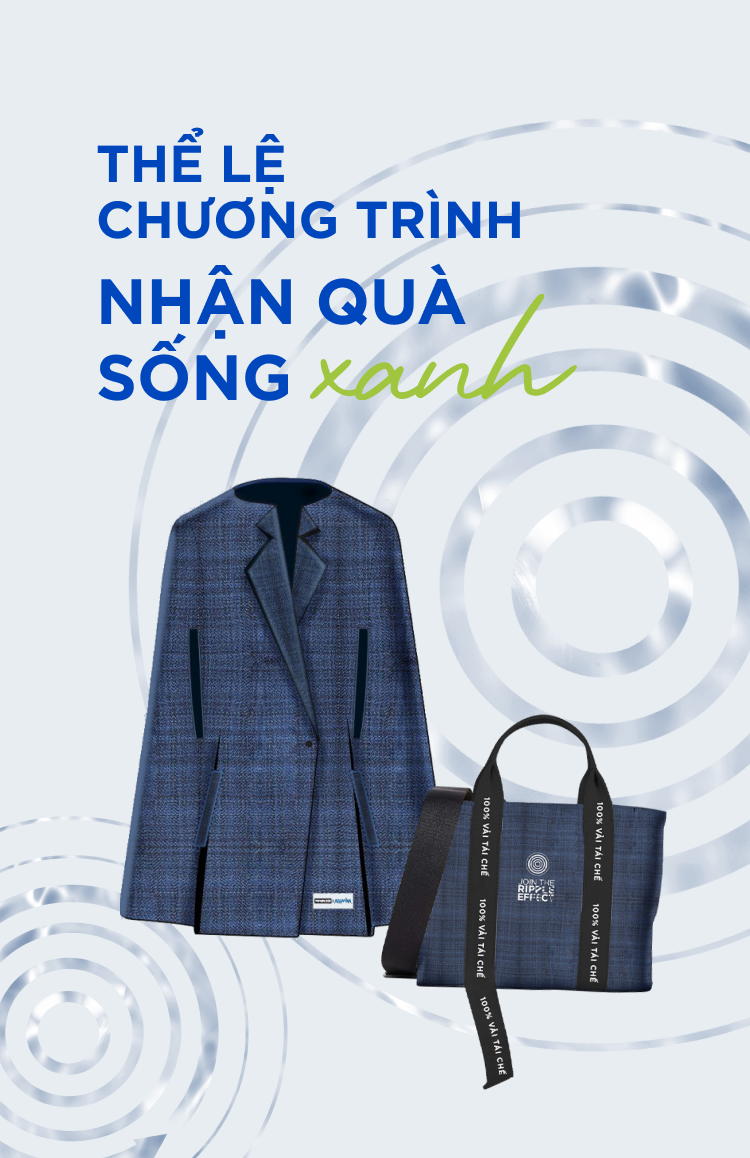 THỂ LỆ
CHƯƠNG TRÌNH
NHẬN QUÀ
SỐNG xanh
100% VẢI TÁI CHẾ
100% VẢI TÁI CHẾ
100% VẢI TÁI CHẾ
JOIN THE
RIPPLE
EFFECT
100% VẢI TÁI CHẾ
100% VẢI TÁI CHẾ